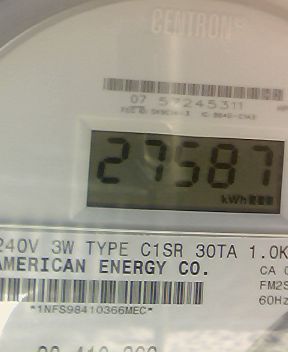 CENTRON
07 57245311
27587
kWh
240V 3W TYPE C1SR 30TA 1.0K
AMERICAN ENERGY CO.
CA 
FM2S
60Hz
*1NFS98410366MEC*